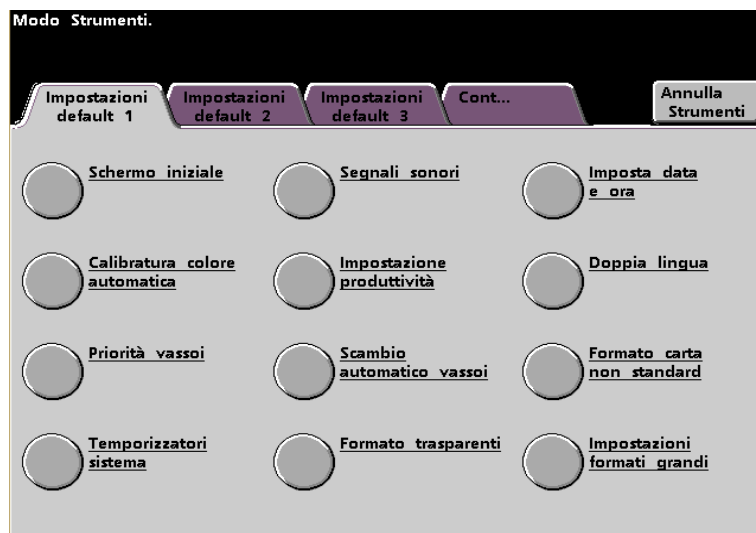 Modo Strumenti.
Impostazioni
default 1
Impostazioni
default 2
Impostazioni
default 3
Cont...
Annulla
Strumenti
Schermo iniziale
Segnali sonori
Imposta data
e ora
Calibratura colore
automatica
Impostazione
produttività
Doppia lingua
Priorità vassoi
Scambio
automatico vassoi
Formato carta
non standard
Temporizzatori
sistema
Formato trasparenti
Impostazioni
formati grandi